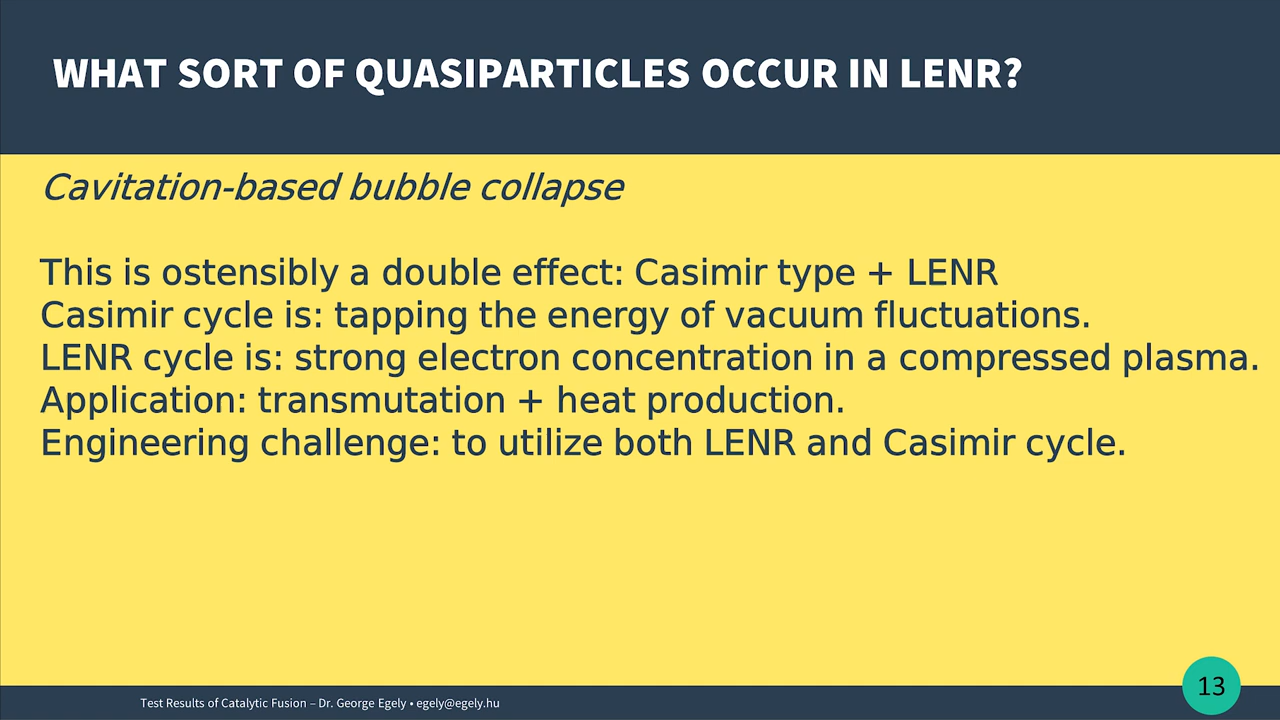 WHAT SORT OF QUASIPARTICLES OCCUR IN LENR?
Cavitation-based bubble collapse
This is ostensibly a double effect: Casimir type + LENR
Casimir cycle is: tapping the energy of vacuum fluctuations.
LENR cycle is: strong electron concentration in a compressed plasma.
Application: transmutation + heat production.
Engineering challenge: to utilize both LENR and Casimir cycle.
Test Results of Catalytic Fusion – Dr. George Egely • egely@egely.hu
13